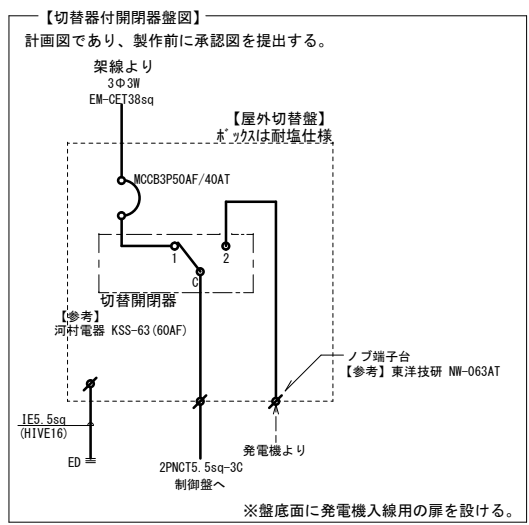 【切替器付開閉器盤図】
計画図であり、製作前に承認図を提出する。
架線より
3Φ3W
EM-CET38sq
【屋外切替盤】
ﾎﾞｯｸｽは耐塩仕様
MCCB3P50AF/40AT
1
2
C
切替開閉器
【参考】
河村電器 KSS-63(60AF)
ノブ端子台
【参考】東洋技研 NW-063AT
IE5.5sq
(HIVE16)
ED
発電機より
2PNCT5.5sq-3C
制御盤へ
※盤底面に発電機入線用の扉を設ける。